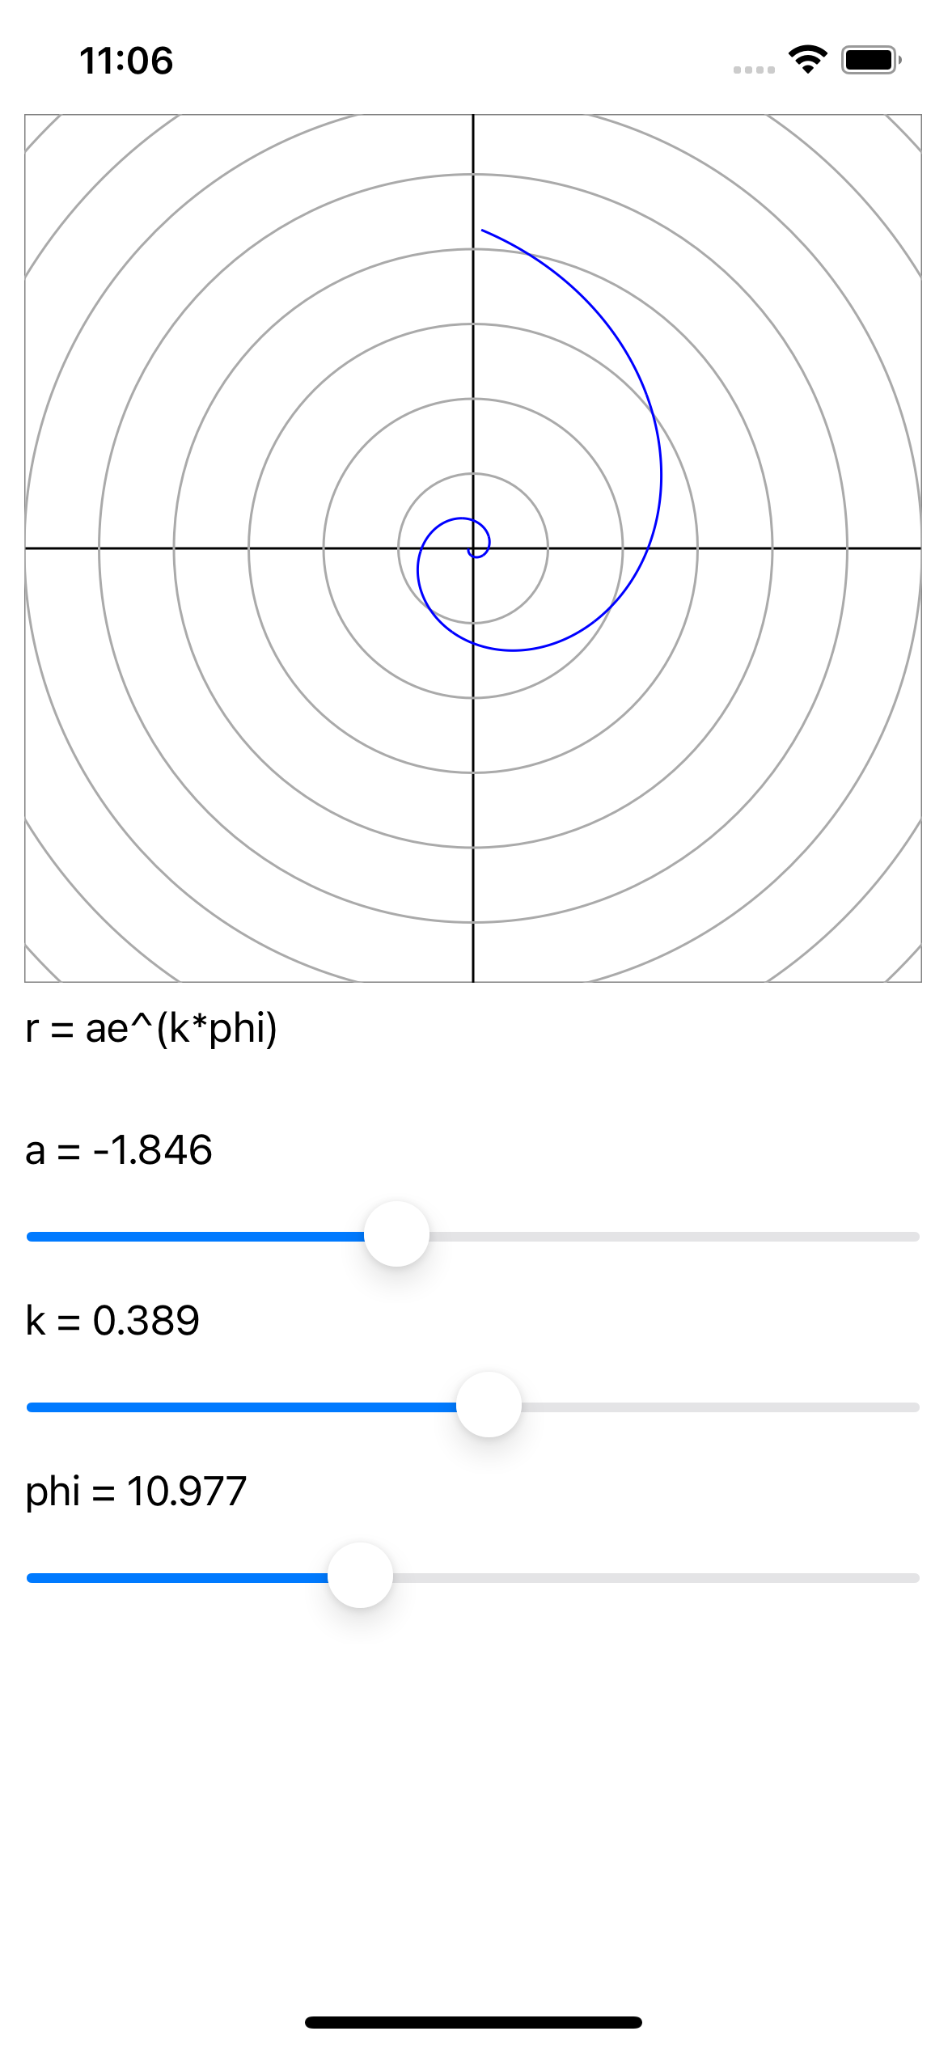 11:06
r = ae^(k*phi)
a = -1.846
k = 0.389
phi = 10.977